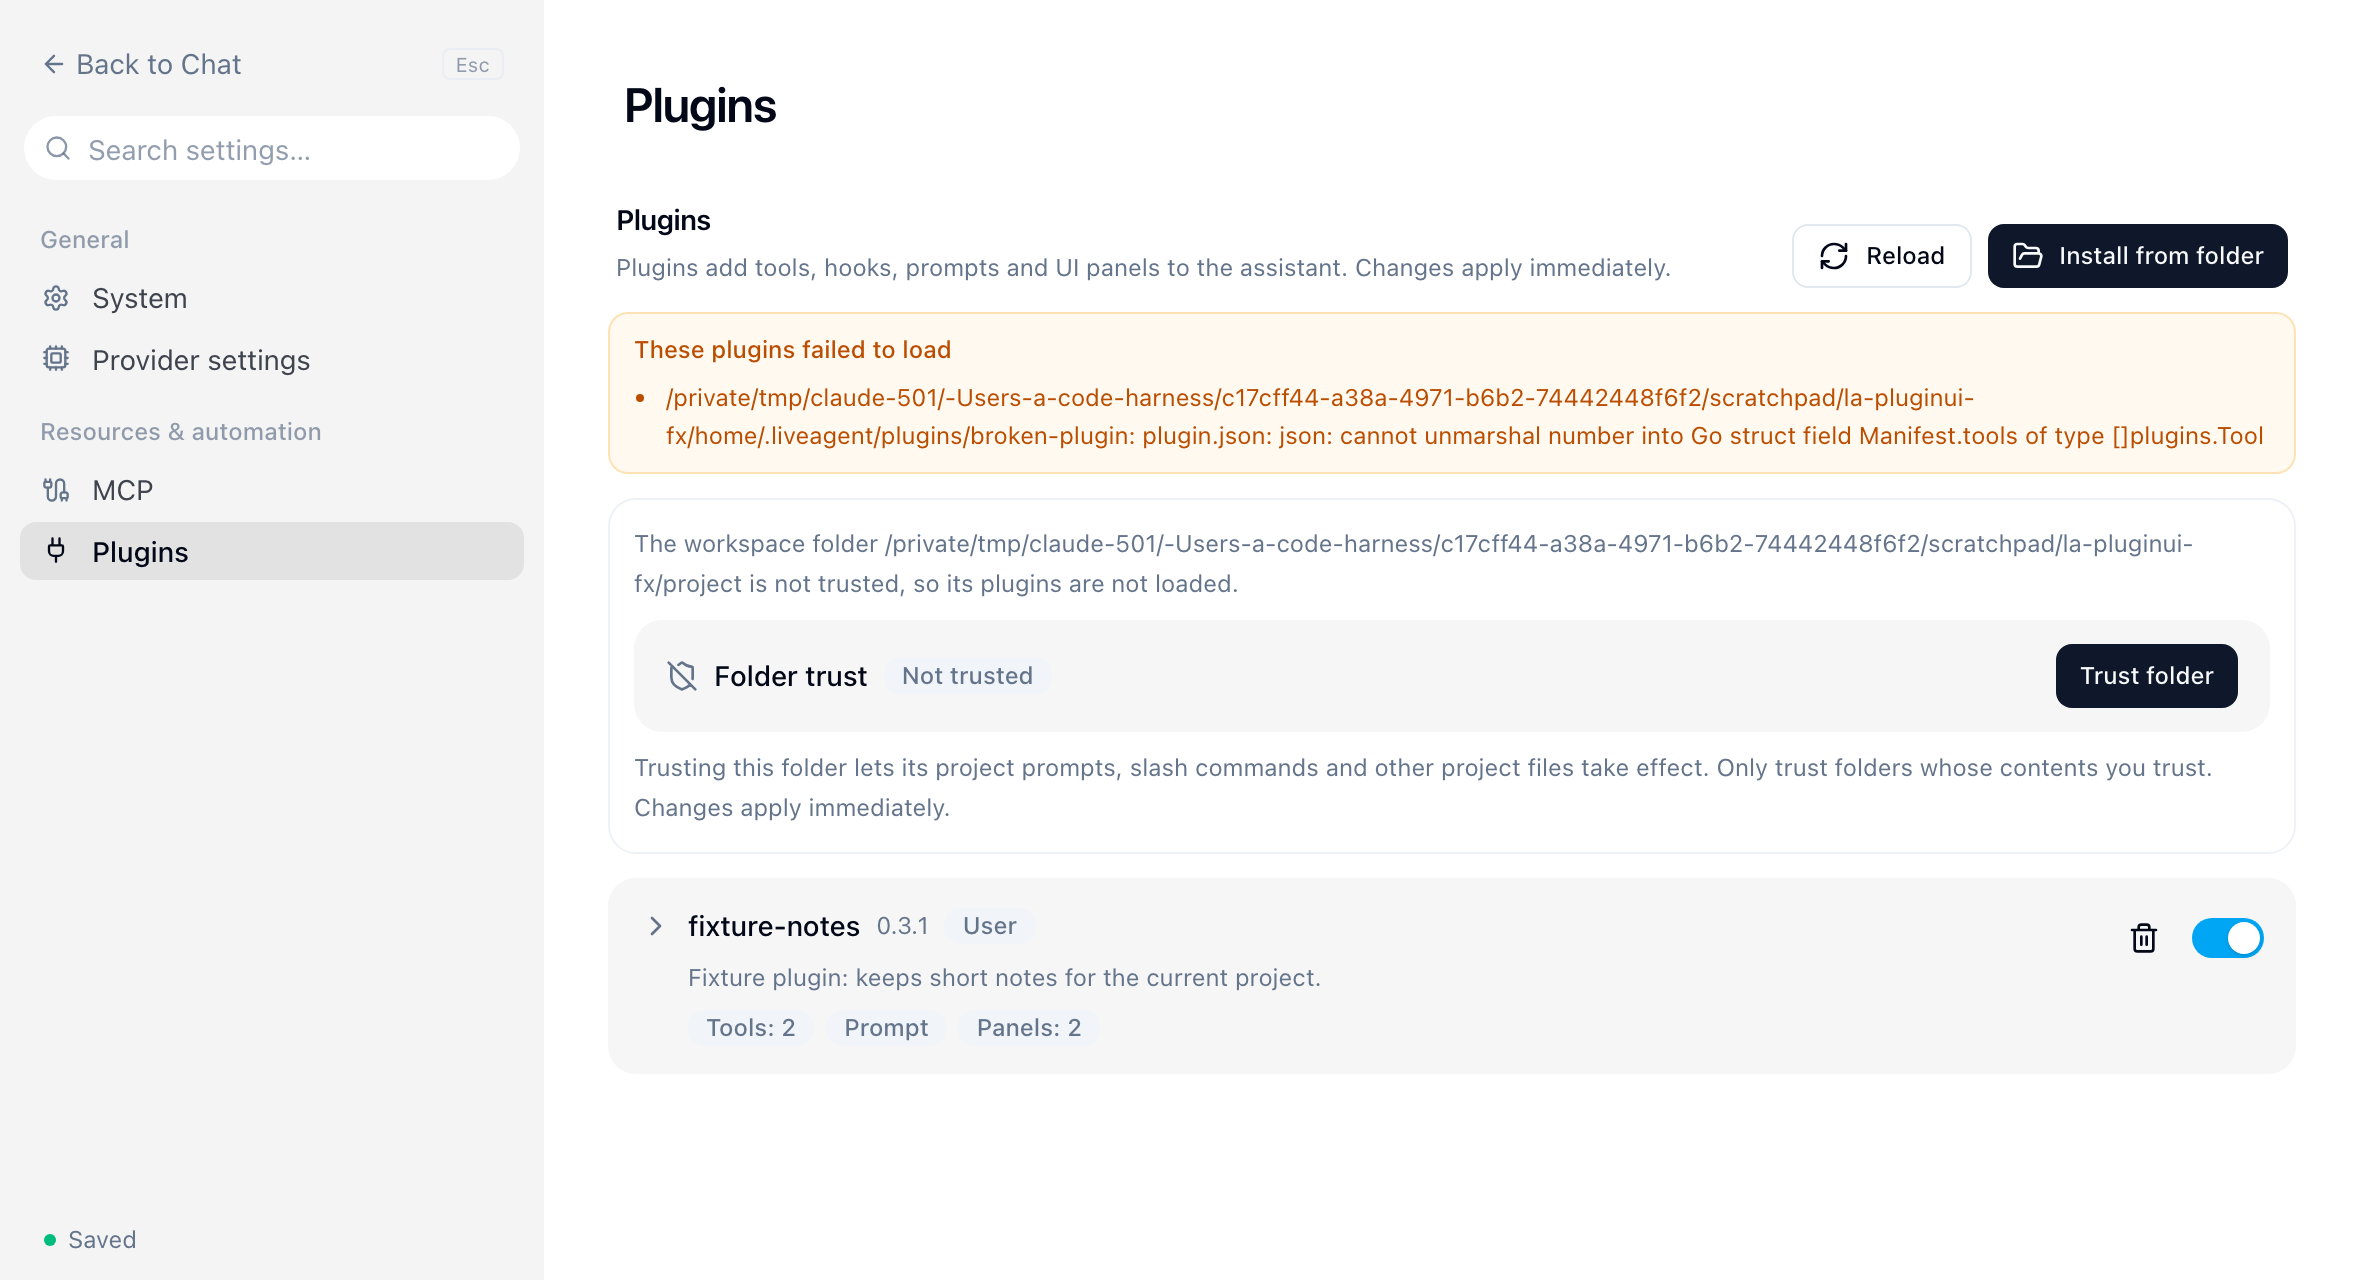 Back to Chat
Esc
Search settings...
General
System
Provider settings
Resources & automation
MCP
Plugins
Saved
Plugins
Plugins
Plugins add tools, hooks, prompts and UI panels to the assistant. Changes apply immediately.
Reload
Install from folder
These plugins failed to load
/private/tmp/claude-501/-Users-a-code-harness/c17cff44-a38a-4971-b6b2-74442448f6f2/scratchpad/la-pluginui-
fx/home/.liveagent/plugins/broken-plugin: plugin.json: json: cannot unmarshal number into Go struct field Manifest.tools of type []plugins.Tool
The workspace folder /private/tmp/claude-501/-Users-a-code-harness/c17cff44-a38a-4971-b6b2-74442448f6f2/scratchpad/la-pluginui-
fx/project is not trusted, so its plugins are not loaded.
Folder trust
Not trusted
Trust folder
Trusting this folder lets its project prompts, slash commands and other project files take effect. Only trust folders whose contents you trust.
Changes apply immediately.
fixture-notes 0.3.1 User
Fixture plugin: keeps short notes for the current project.
Tools: 2 Prompt Panels: 2